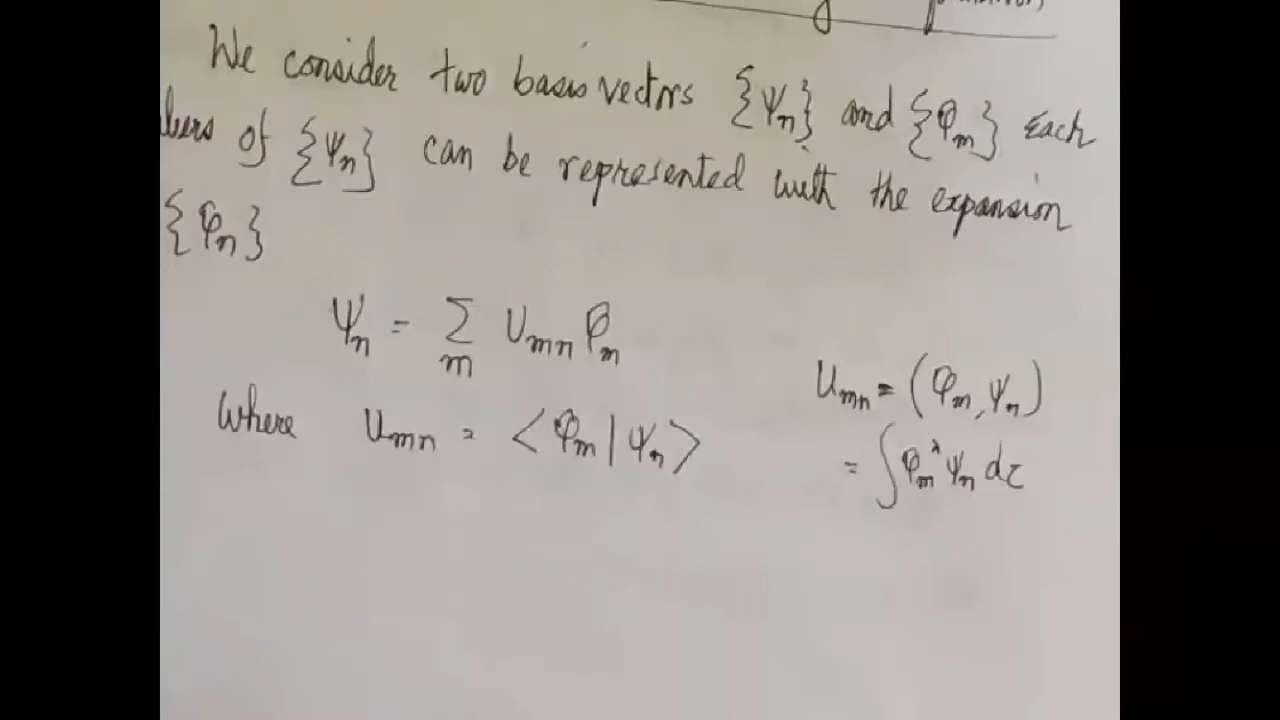 We consider two basis vectors {Ψn} and {φm} Each
bers of {Ψn} can be represented with the expansion
{φn}
Ψn = Σm Umn φm
Where Umn = <φm|Ψn>
Umn = (φm, Ψn)
= ∫φm* Ψn dτ